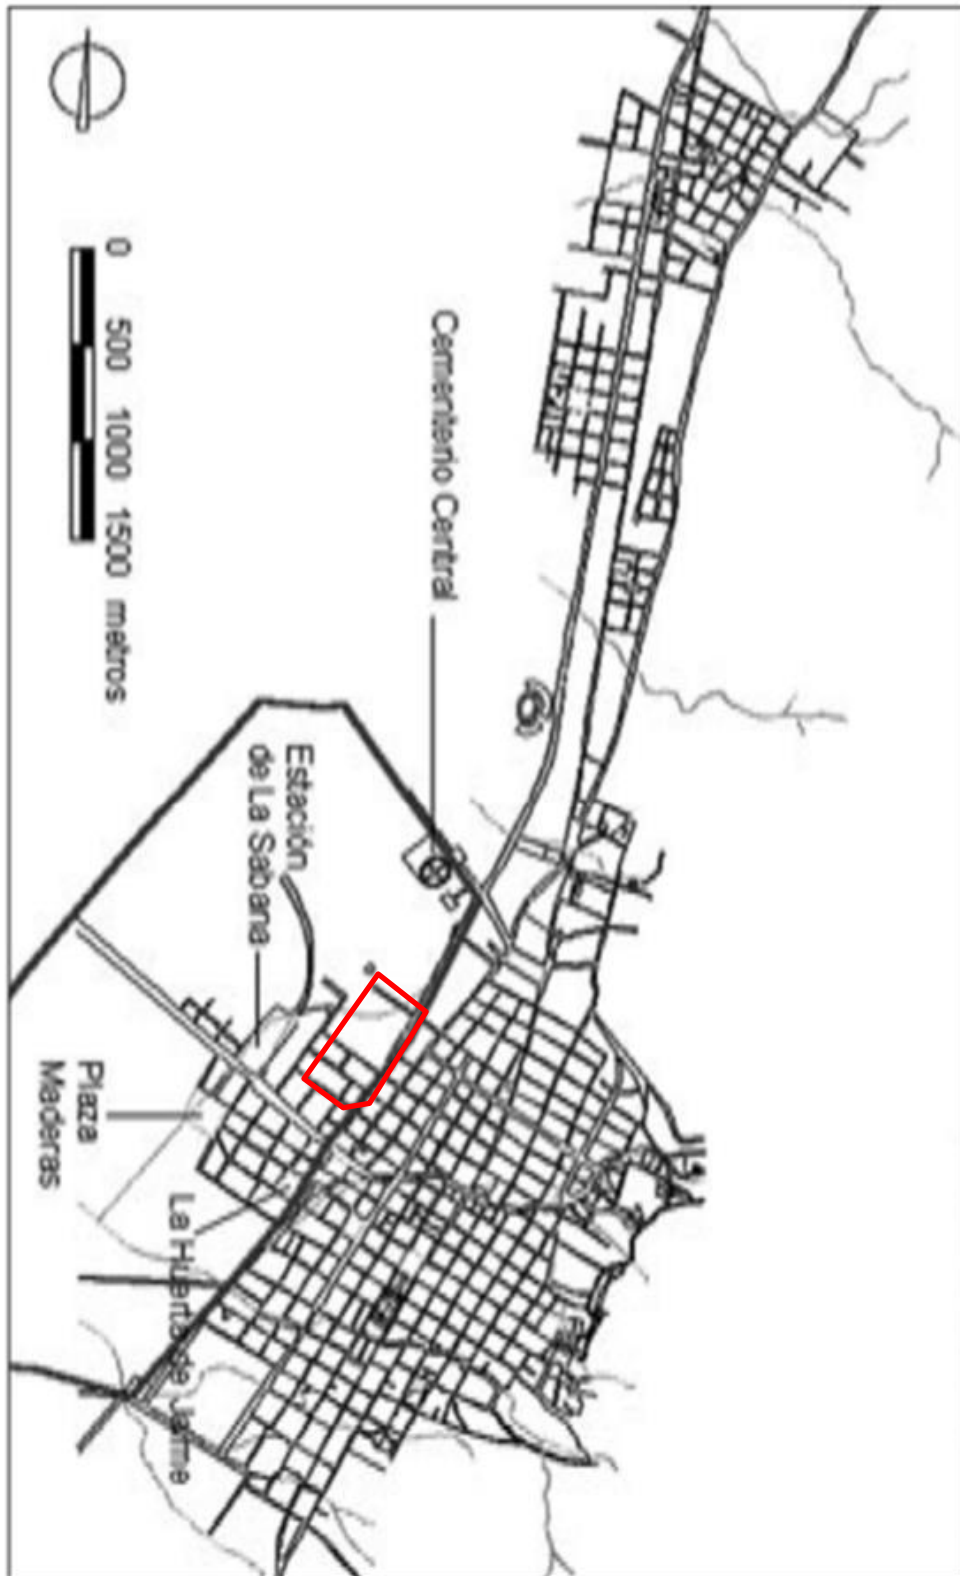 0 500 1000 1500 metros
Cementerio Central
Estación
de La Sabana
Plaza
Maderas
La Huerta de Jaime